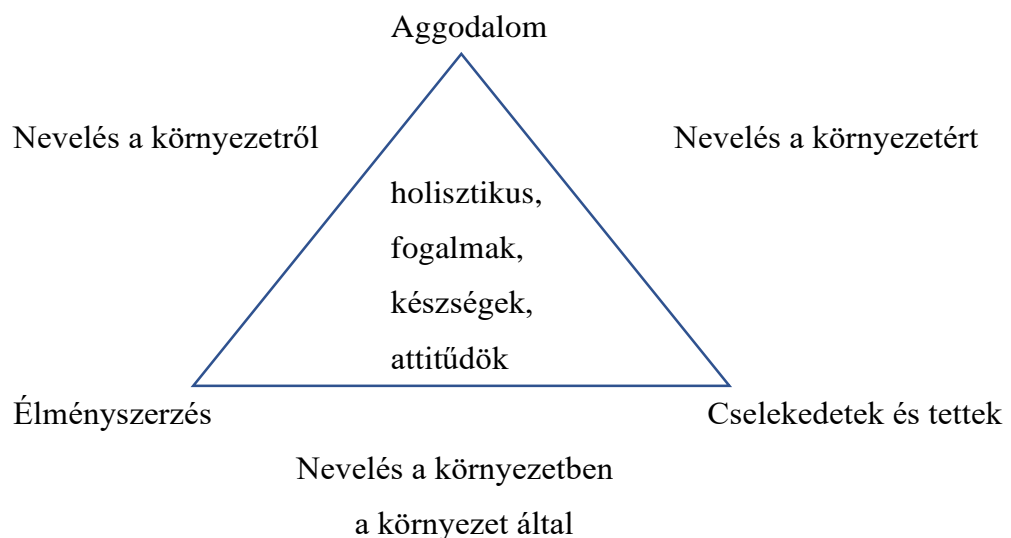 Aggodalom
Nevelés a környezetről
Nevelés a környezetért
holisztikus,
fogalmak,
készségek,
attitűdök
Élményszerzés
Cselekedetek és tettek
Nevelés a környezetben
a környezet által